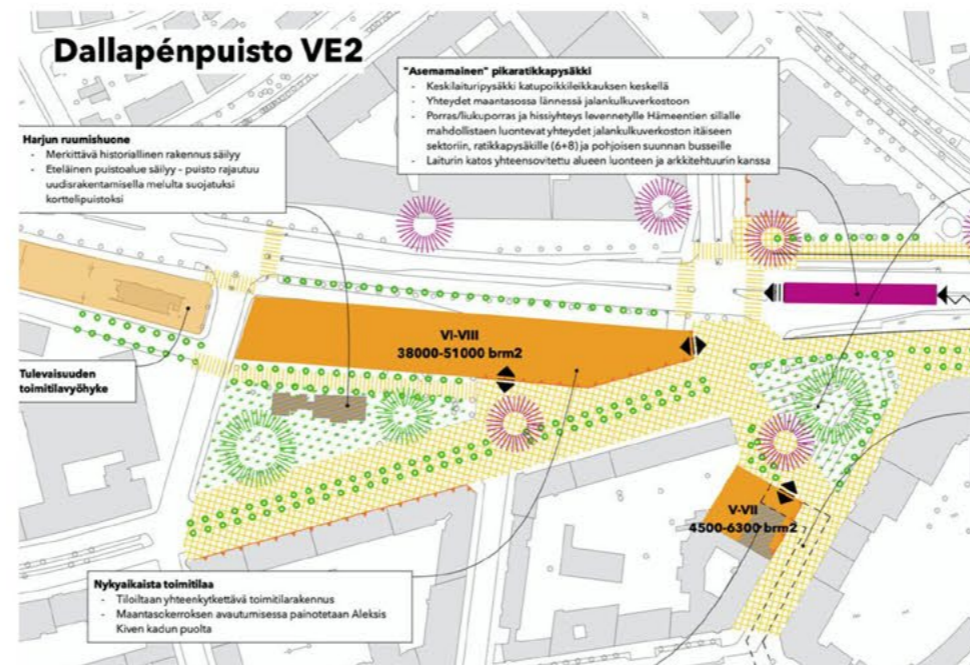 Dallapénpuisto VE2
"Asemamainen" pikaratikkapysäkki
- Keskilaituripysäkki katupoikkileikkauksen keskellä
- Yhteydet maantasossa lännessä jalankulkuverkostoon
- Porras/liukuporras ja hissiyhteys levennetylle Hämeentien sillalle
mahdollistaen luontevat yhteydet jalankulkuverkoston itäiseen
sektoriin, ratikkapysäkille (6+8) ja pohjoisen suunnan busseille
- Laiturin katos yhteensovitettu alueen luonteen ja arkkitehtuurin kanssa
Harjun ruumishuone
- Merkittävä historiallinen rakennus säilyy
- Eteläinen puistoalue säilyy - puisto rajautuu
uudisrakentamisella melulta suojatuksi
korttelipuistoksi
VI-VIII
38000-51000 brm2
Tulevaisuuden
toimitilavyöhyke
V-VII
4500-6300 brm2
Nykyaikaista toimitilaa
- Tiloiltaan yhteenkytkettävä toimitilarakennus
- Maantasokerroksen avautumisessa painotetaan Aleksis
Kiven kadun puolta